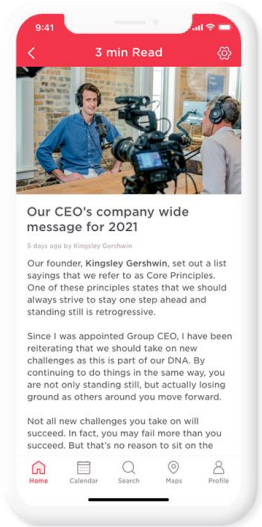 9:41
3 min Read
Our CEO's company wide
message for 2021
5 days ago by Kingsley Gershwin
Our founder, Kingsley Gershwin, set out a list
sayings that we refer to as Core Principles.
One of these principles states that we should
always strive to stay one step ahead and
standing still is retrogressive.
Since I was appointed Group CEO, I have been
reiterating that we should take on new
challenges as this is part of our DNA. By
continuing to do things in the same way, you
are not only standing still, but actually losing
ground as others around you move forward.
Not all new challenges you take on will
succeed. In fact, you may fail more than you
succeed. But that's no reason to sit on the
Home Calendar Search Maps Profile